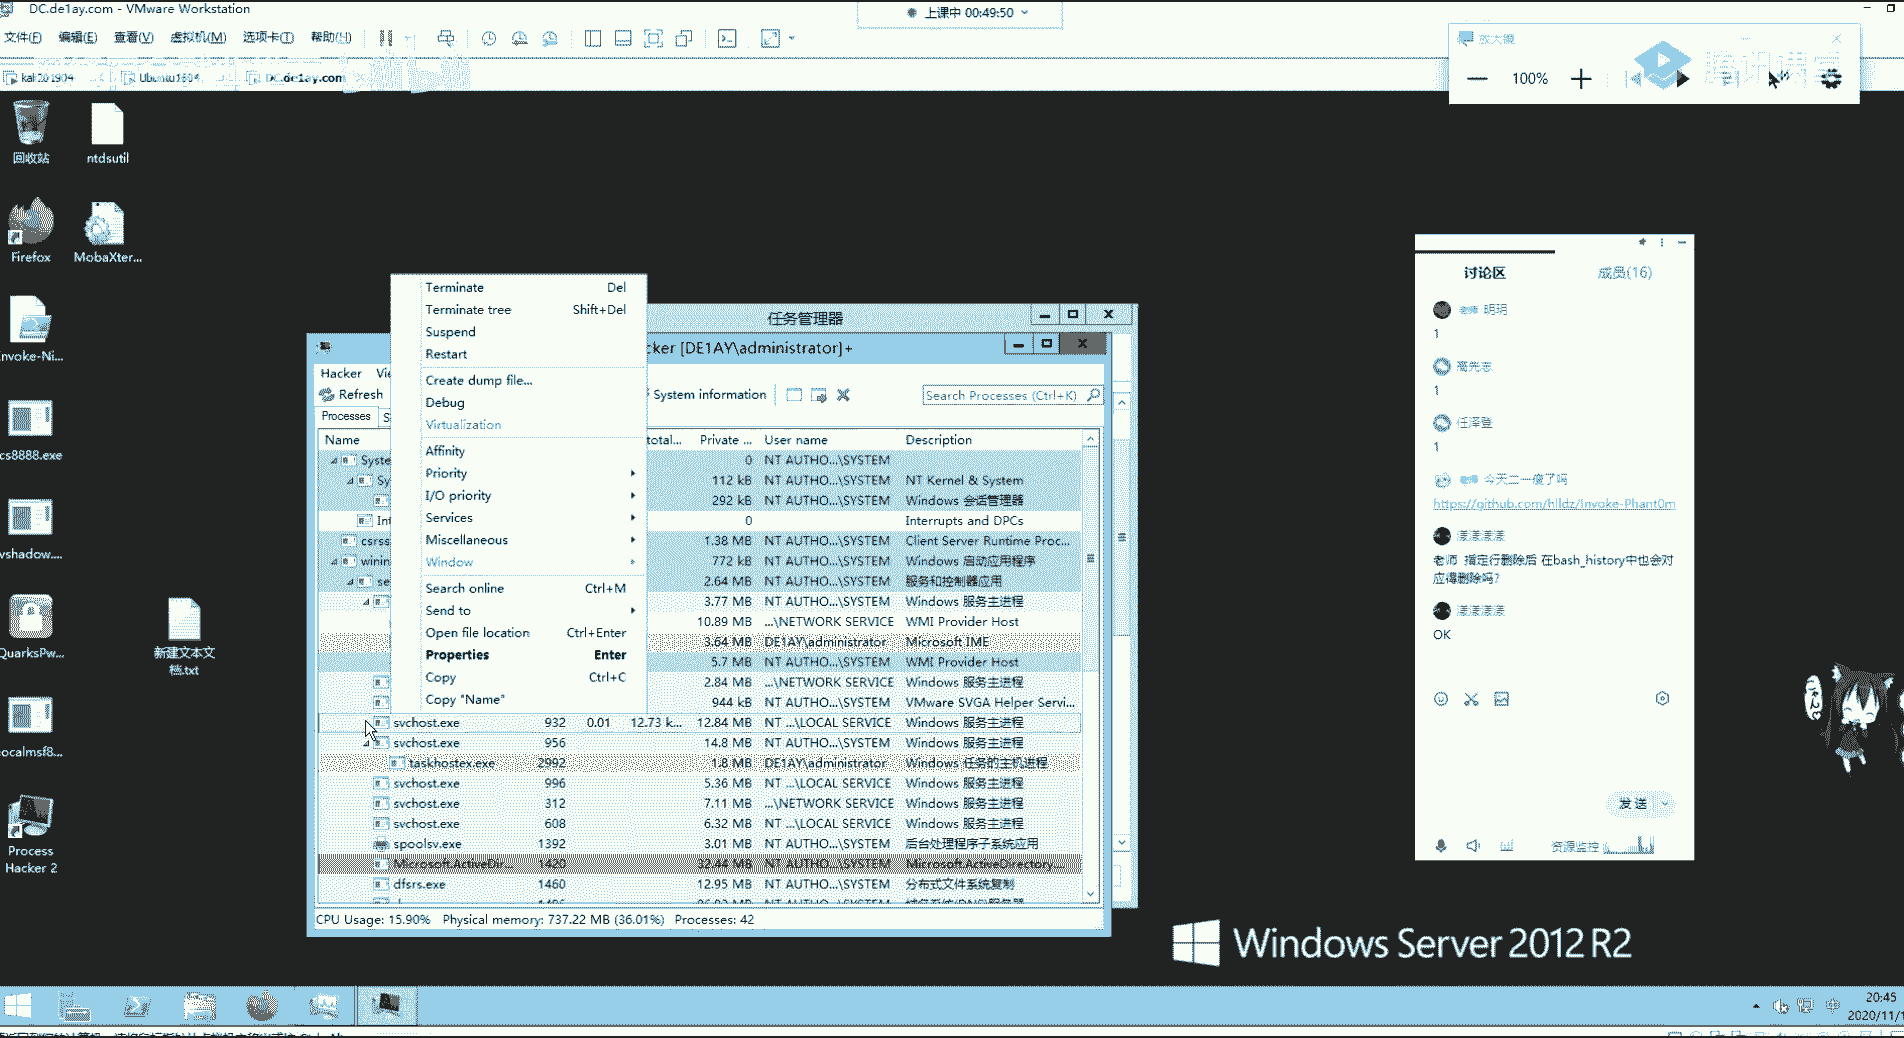 DC.de1ay.com - VMware Workstation
上课中 00:49:50
文件(F) 编辑(E) 查看(V) 虚拟机(M) 选项卡(T) 帮助(H)
放大镜
kali201904 Ubuntu1604 DC.de1ay.com
100%
回收站
ntdsutil
Firefox
MobaXter...
nvoke-Ni...
cs8888.exe
vshadow....
QuarksPw...
新建文本文
档.txt
ocalmsf8...
Process
Hacker 2
任务管理器
cker [DE1AY\administrator]+
Hacker
Refresh
System information
Search Processes (Ctrl+K)
Processes
Name
total...
Private ...
User name
Description
Terminate Del
Terminate tree Shift+Del
Suspend
Restart
Create dump file...
Debug
Virtualization
Affinity
Priority
I/O priority
Services
Miscellaneous
Window
Search online Ctrl+M
Send to
Open file location Ctrl+Enter
Properties Enter
Copy Ctrl+C
Copy "Name"
Syste 0 NT AUTHO...\SYSTEM
Sy 112 kB NT AUTHO...\SYSTEM NT Kernel & System
292 kB NT AUTHO...\SYSTEM Windows 会话管理器
Int 0 Interrupts and DPCs
csrss 1.38 MB NT AUTHO...\SYSTEM Client Server Runtime Proc...
winin 772 kB NT AUTHO...\SYSTEM Windows 启动应用程序
se 2.64 MB NT AUTHO...\SYSTEM 服务和控制器应用
3.77 MB NT AUTHO...\SYSTEM Windows 服务主进程
10.89 MB ...\NETWORK SERVICE WMI Provider Host
3.64 MB DE1AY\administrator Microsoft IME
5.7 MB NT AUTHO...\SYSTEM WMI Provider Host
2.84 MB ...\NETWORK SERVICE Windows 服务主进程
944 kB NT AUTHO...\SYSTEM VMware SVGA Helper Servi...
svchost.exe 932 0.01 12.73 k... 12.84 MB NT ...\LOCAL SERVICE Windows 服务主进程
svchost.exe 956 14.8 MB NT AUTHO...\SYSTEM Windows 服务主进程
taskhostex.exe 2992 1.8 MB DE1AY\administrator Windows 任务的主机进程
svchost.exe 996 5.36 MB NT ...\LOCAL SERVICE Windows 服务主进程
svchost.exe 312 7.11 MB ...\NETWORK SERVICE Windows 服务主进程
svchost.exe 608 6.32 MB NT ...\LOCAL SERVICE Windows 服务主进程
spoolsv.exe 1392 3.01 MB NT AUTHO...\SYSTEM 后台处理程序子系统应用
Microsoft.ActiveDir... 1420 32.44 MB NT AUTHO...\SYSTEM Microsoft.ActiveDirectory....
dfsrs.exe 1460 12.95 MB NT AUTHO...\SYSTEM 分布式文件系统复制
CPU Usage: 15.90% Physical memory: 737.22 MB (36.01%) Processes: 42
讨论区 成员(16)
明玥
1
高先志
1
任泽登
1
今天二一度了吗
https://github.com/hlldz/Invoke-Phant0m
漾漾漾漾
老师 指定行删除后 在bash_history中也会对
应得删除吗?
漾漾漾漾
OK
发送
资源监控
Windows Server 2012 R2
20:45